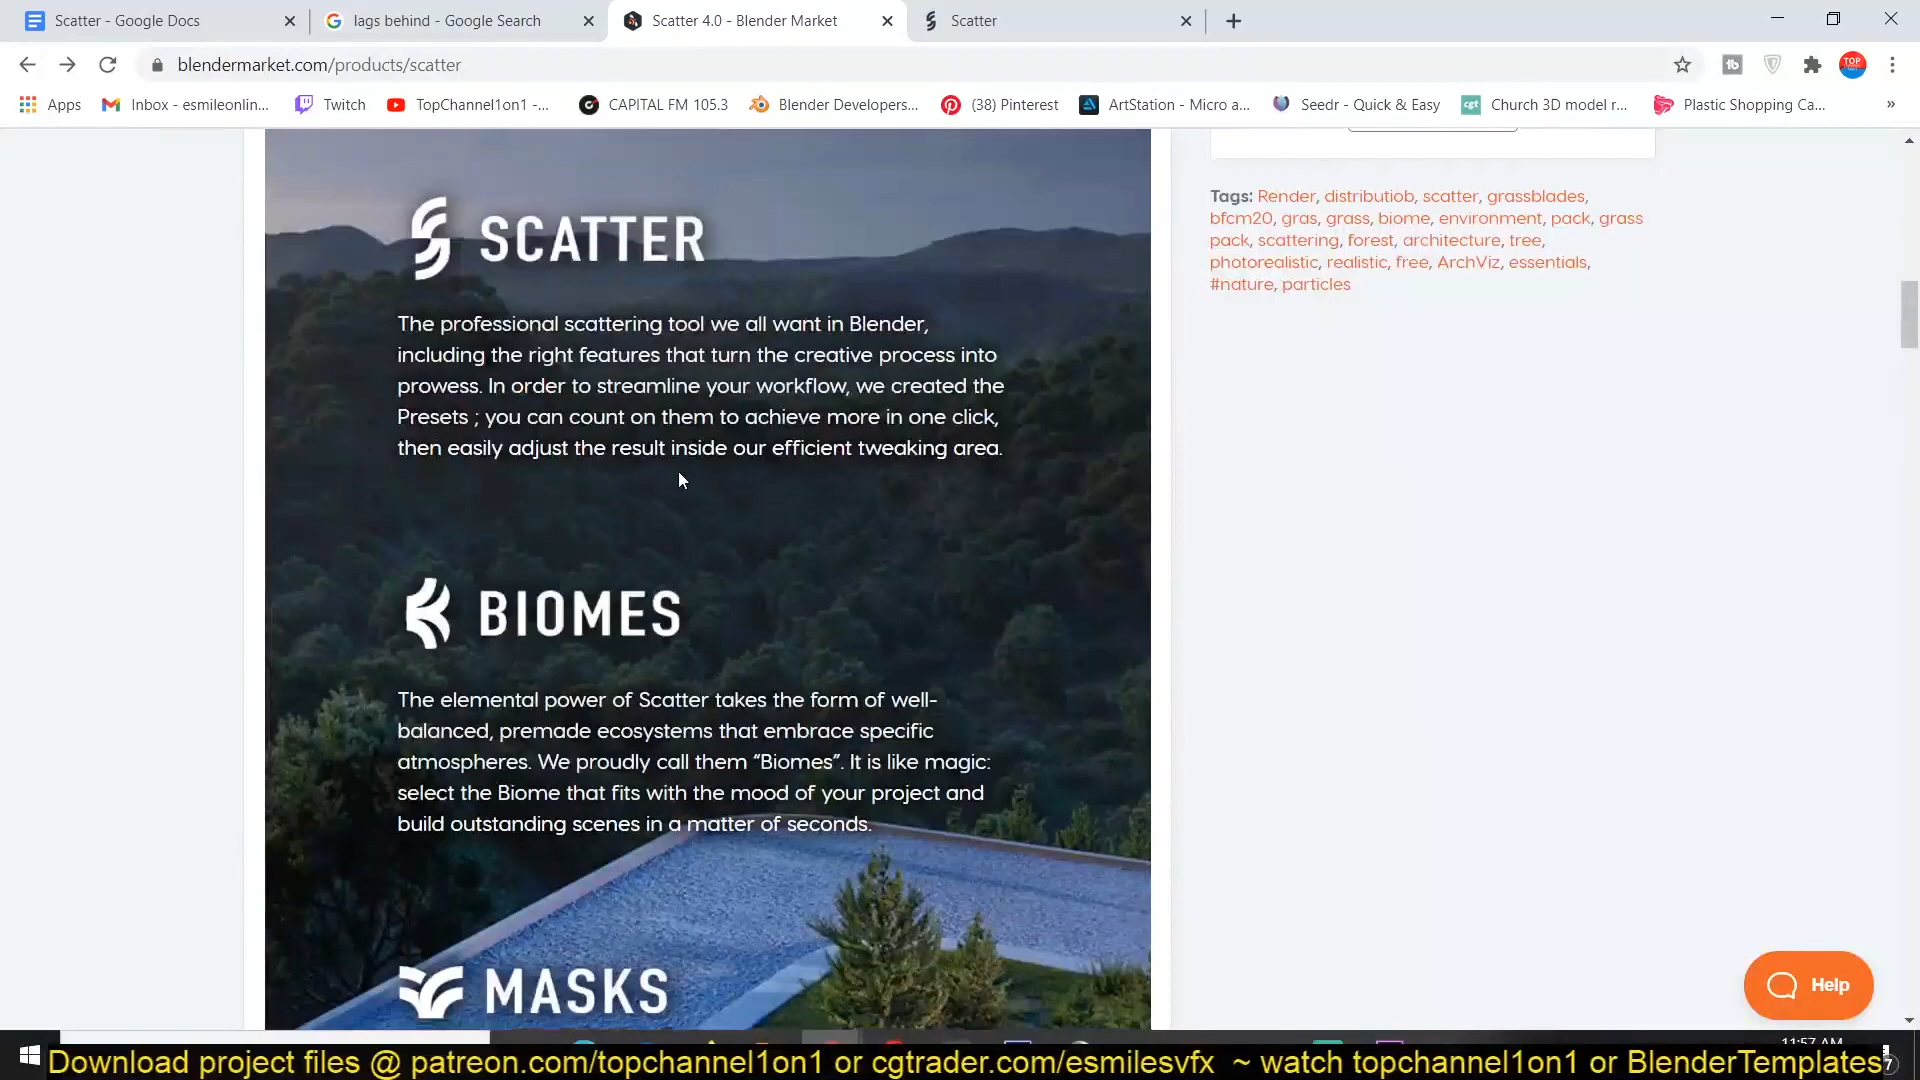 Scatter - Google Docs
lags behind - Google Search
Scatter 4.0 - Blender Market
Scatter
blendermarket.com/products/scatter
Apps
Inbox - esmileonlin...
Twitch
TopChannel1on1 -...
CAPITAL FM 105.3
Blender Developers...
(38) Pinterest
ArtStation - Micro a...
Seedr - Quick & Easy
Church 3D model r...
Plastic Shopping Ca...
»
SCATTER
The professional scattering tool we all want in Blender,
including the right features that turn the creative process into
prowess. In order to streamline your workflow, we created the
Presets ; you can count on them to achieve more in one click,
then easily adjust the result inside our efficient tweaking area.
BIOMES
The elemental power of Scatter takes the form of well-
balanced, premade ecosystems that embrace specific
atmospheres. We proudly call them “Biomes”. It is like magic:
select the Biome that fits with the mood of your project and
build outstanding scenes in a matter of seconds.
MASKS
Tags: Render, distributiob, scatter, grassblades,
bfcm20, gras, grass, biome, environment, pack, grass
pack, scattering, forest, architecture, tree,
photorealistic, realistic, free, ArchViz, essentials,
#nature, particles
Help
11:57 AM
Download project files @ patreon.com/topchannel1on1 or cgtrader.com/esmilesvfx ~ watch topchannel1on1 or BlenderTemplates